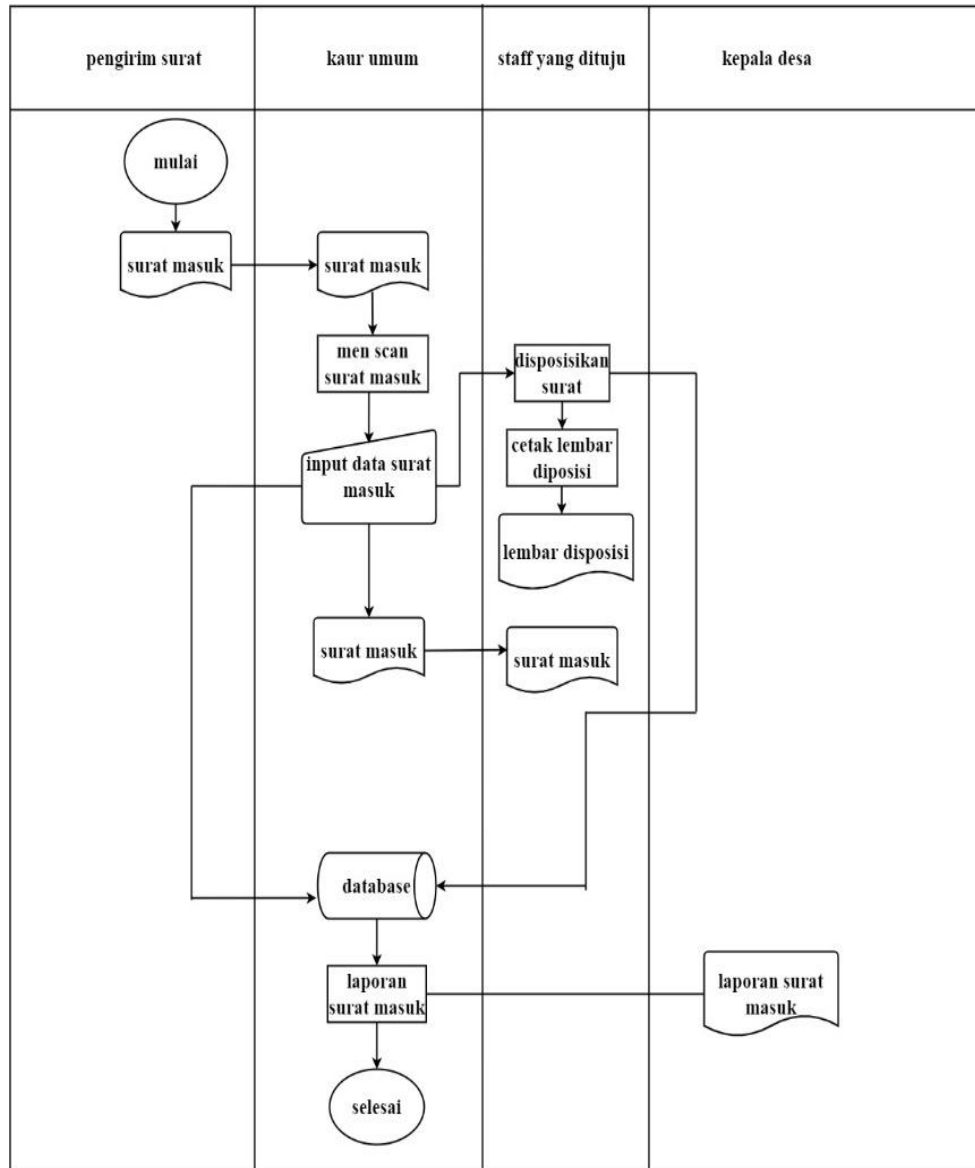 pengirim surat
kaur umum
staff yang dituju
kepala desa
mulai
surat masuk
surat masuk
men scan
surat masuk
disposisikan
surat
input data surat
masuk
cetak lembar
diposisi
lembar disposisi
surat masuk
surat masuk
database
laporan
surat masuk
laporan surat
masuk
selesai